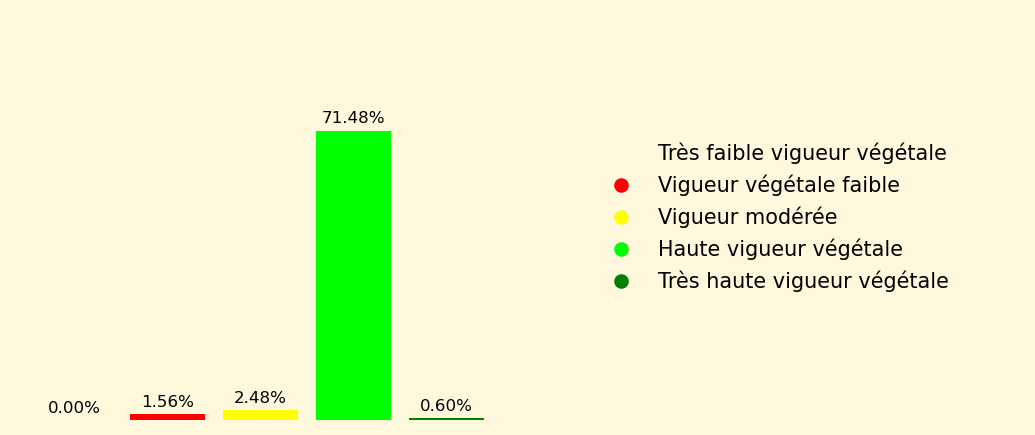 71.48%
Très faible vigueur végétale
Vigueur végétale faible
Vigueur modérée
Haute vigueur végétale
Très haute vigueur végétale
0.00%
1.56%
2.48%
0.60%